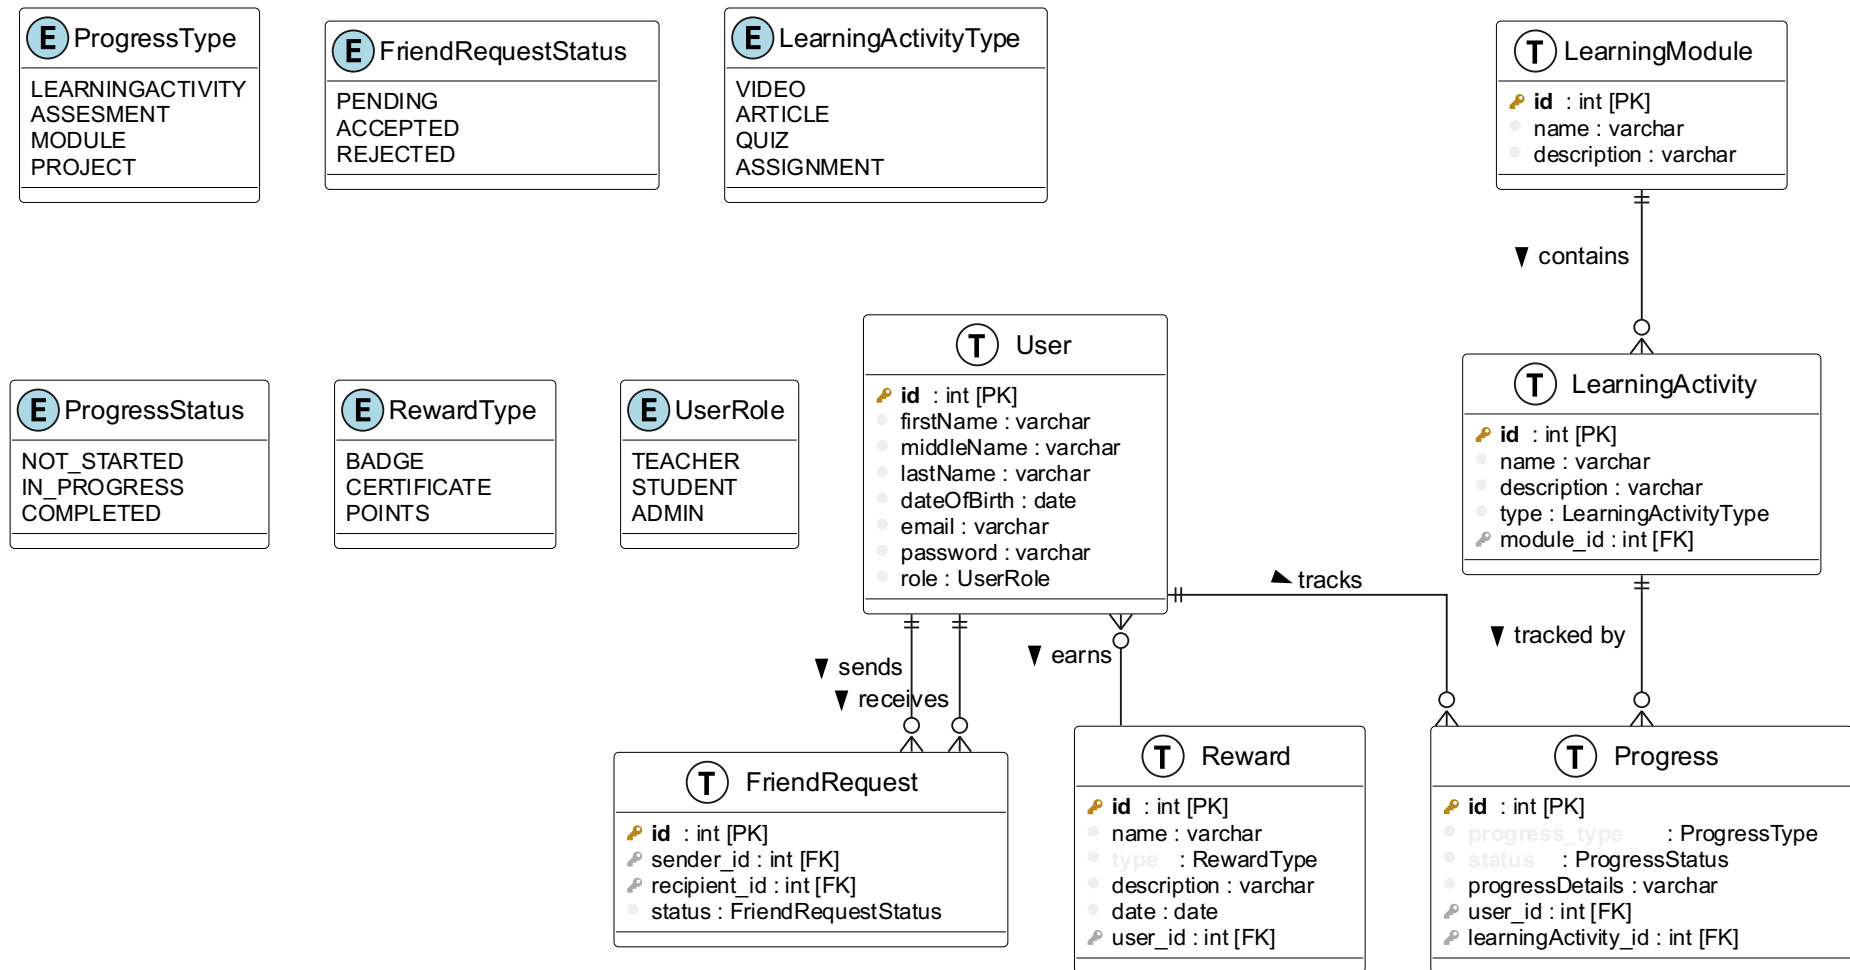 E ProgressType
LEARNINGACTIVITY
ASSESMENT
MODULE
PROJECT
E FriendRequestStatus
PENDING
ACCEPTED
REJECTED
E LearningActivityType
VIDEO
ARTICLE
QUIZ
ASSIGNMENT
T LearningModule
id : int [PK]
name : varchar
description : varchar
contains
E ProgressStatus
NOT_STARTED
IN_PROGRESS
COMPLETED
E RewardType
BADGE
CERTIFICATE
POINTS
E UserRole
TEACHER
STUDENT
ADMIN
T User
id : int [PK]
firstName : varchar
middleName : varchar
lastName : varchar
dateOfBirth : date
email : varchar
password : varchar
role : UserRole
T LearningActivity
id : int [PK]
name : varchar
description : varchar
type : LearningActivityType
module_id : int [FK]
tracks
tracked by
sends
receives
earns
T FriendRequest
id : int [PK]
sender_id : int [FK]
recipient_id : int [FK]
status : FriendRequestStatus
T Reward
id : int [PK]
name : varchar
type : RewardType
description : varchar
date : date
user_id : int [FK]
T Progress
id : int [PK]
progress_type : ProgressType
status : ProgressStatus
progressDetails : varchar
user_id : int [FK]
learningActivity_id : int [FK]